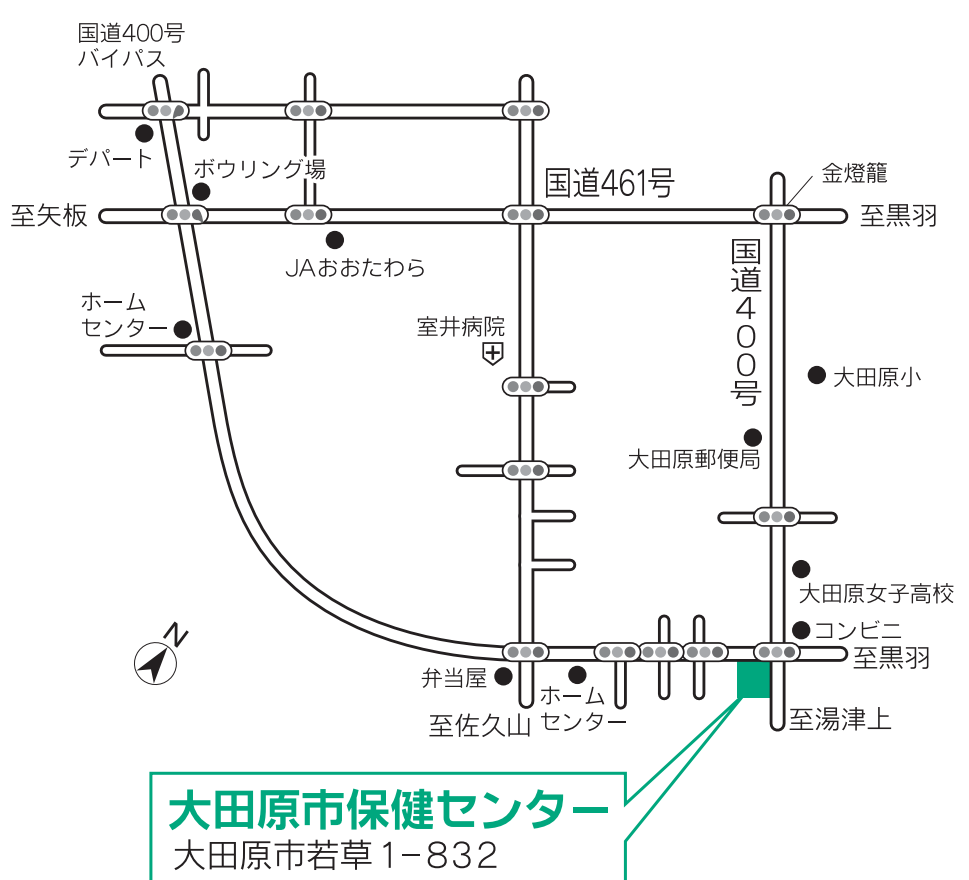 国道400号
バイパス
デパート
ボウリング場
国道461号
金燈籠
至矢板
至黒羽
JAおおたわら
国道400号
ホーム
センター
室井病院
大田原小
大田原郵便局
大田原女子高校
コンビニ
N
至黒羽
弁当屋
ホーム
センター
至佐久山
至湯津上
大田原市保健センター
大田原市若草1−832